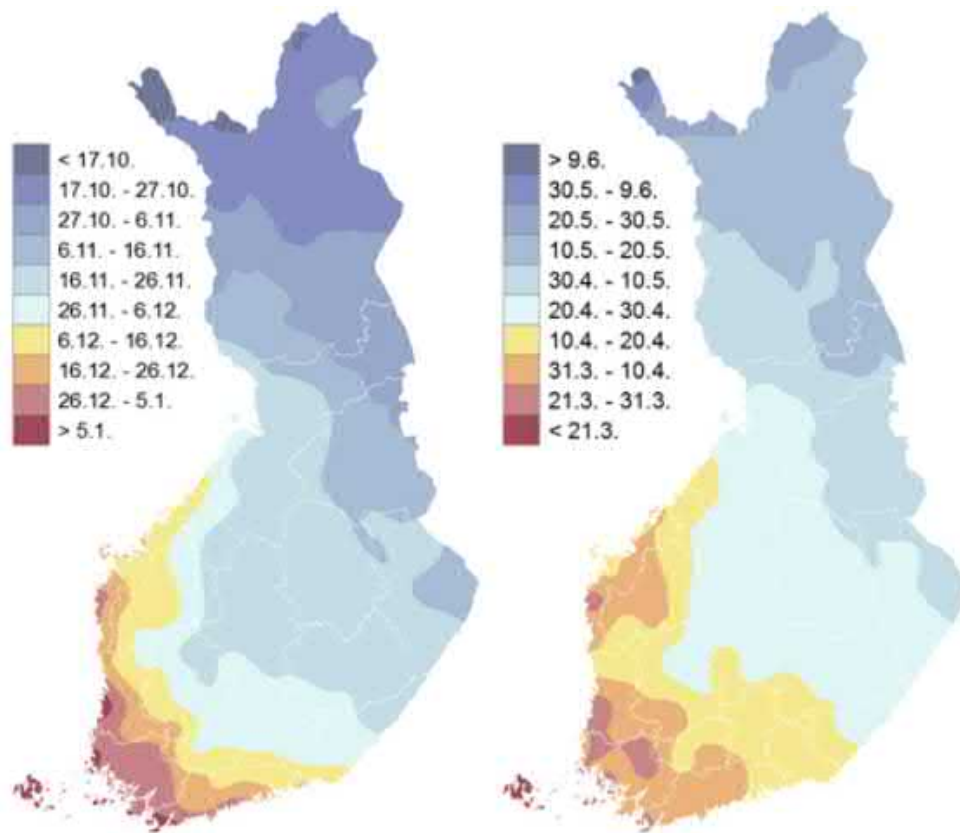 < 17.10.
17.10. - 27.10.
27.10. - 6.11.
6.11. - 16.11.
16.11. - 26.11.
26.11. - 6.12.
6.12. - 16.12.
16.12. - 26.12.
26.12. - 5.1.
> 5.1.
> 9.6.
30.5. - 9.6.
20.5. - 30.5.
10.5. - 20.5.
30.4. - 10.5.
20.4. - 30.4.
10.4. - 20.4.
31.3. - 10.4.
21.3. - 31.3.
< 21.3.